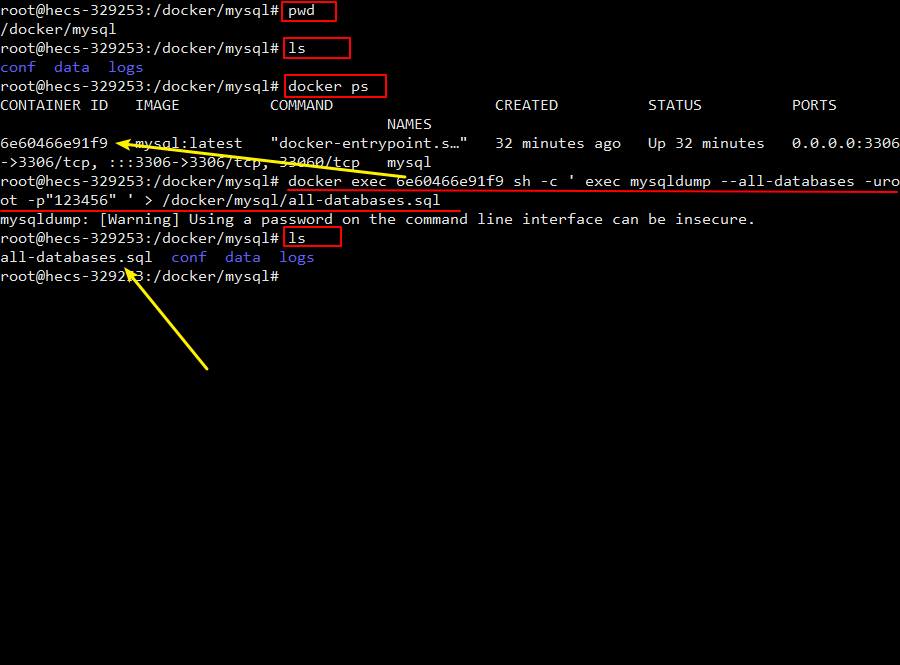 root@hecs-329253:/docker/mysql# pwd
/docker/mysql
root@hecs-329253:/docker/mysql# ls
conf  data  logs
root@hecs-329253:/docker/mysql# docker ps
CONTAINER ID   IMAGE          COMMAND                  CREATED          STATUS          PORTS
NAMES
6e60466e91f9   mysql:latest   "docker-entrypoint.s…"   32 minutes ago   Up 32 minutes   0.0.0.0:3306
->3306/tcp, :::3306->3306/tcp, 33060/tcp   mysql
root@hecs-329253:/docker/mysql# docker exec 6e60466e91f9 sh -c ' exec mysqldump --all-databases -uro
ot -p"123456" ' > /docker/mysql/all-databases.sql
mysqldump: [Warning] Using a password on the command line interface can be insecure.
root@hecs-329253:/docker/mysql# ls
all-databases.sql  conf  data  logs
root@hecs-329253:/docker/mysql#